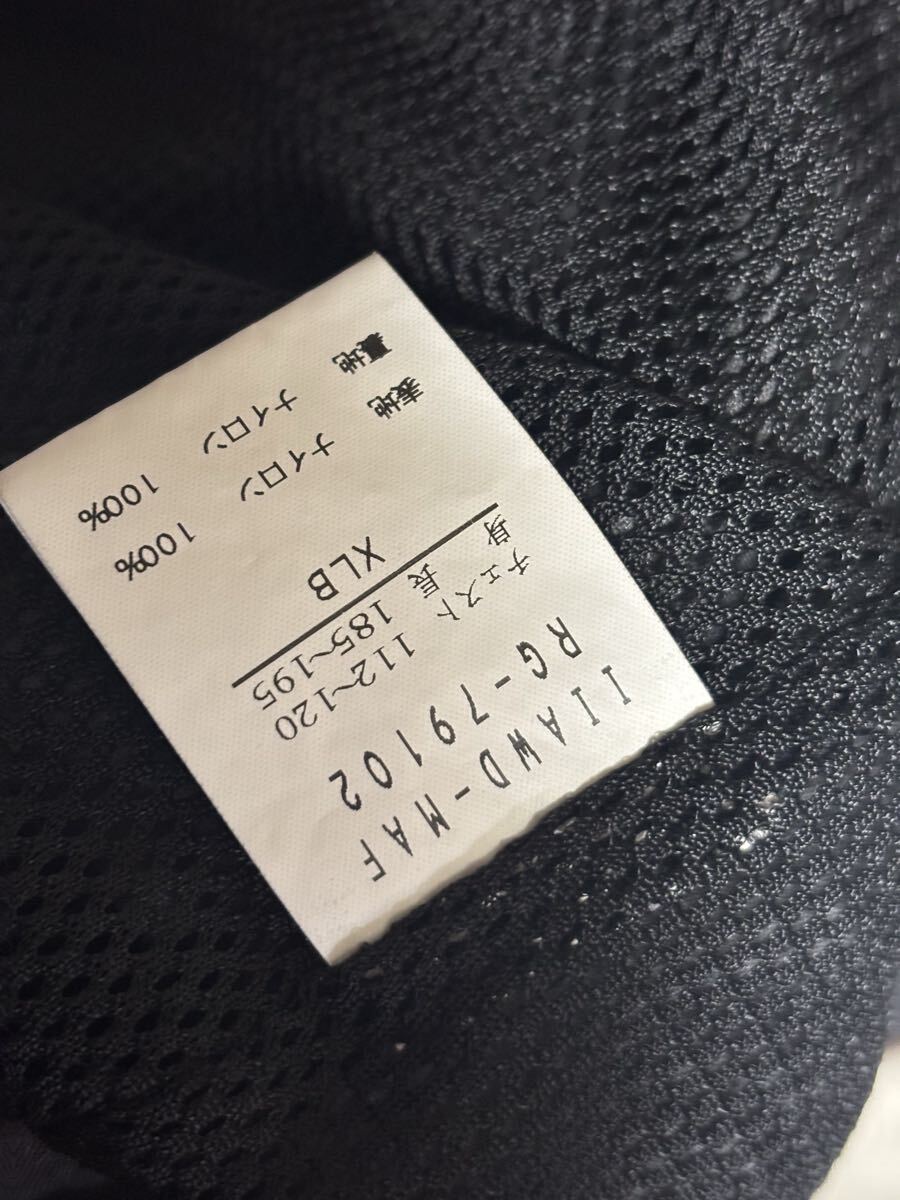 IIAWD-MAF
RG-79102
チェスト 112~120
身 長 185~195
XLB
表地 ナイロン 100%
裏地 ナイロン 100%